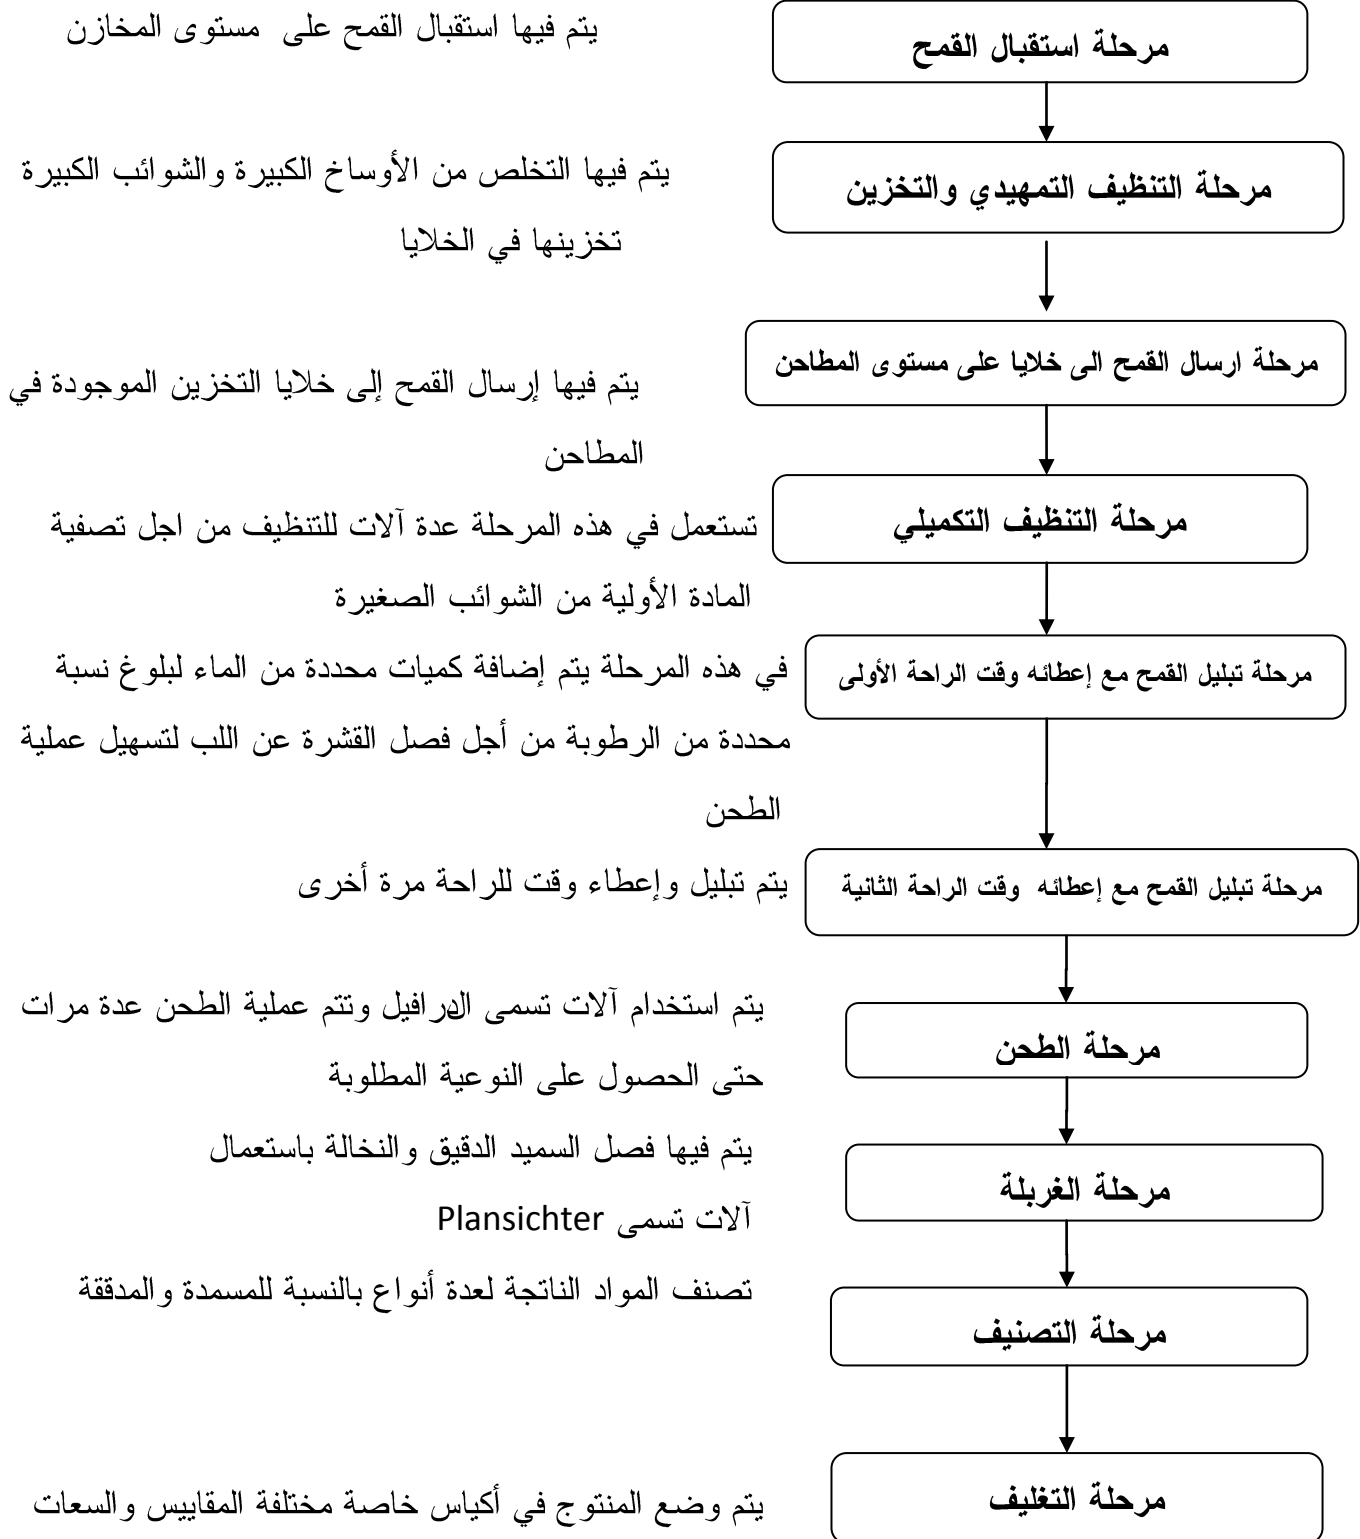 مرحلة استقبال القمح
يتم فيها استقبال القمح على مستوى المخازن
مرحلة التنظيف التمهيدي والتخزين
يتم فيها التخلص من الأوساخ الكبيرة والشوائب الكبيرة
تخزينها في الخلايا
مرحلة ارسال القمح الى خلايا على مستوى المطاحن
يتم فيها إرسال القمح إلى خلايا التخزين الموجودة في
المطاحن
مرحلة التنظيف التكميلي
تستعمل في هذه المرحلة عدة آلات للتنظيف من اجل تصفية
المادة الأولية من الشوائب الصغيرة
مرحلة تبليل القمح مع إعطائه وقت الراحة الأولى
في هذه المرحلة يتم إضافة كميات محددة من الماء لبلوغ نسبة
محددة من الرطوبة من أجل فصل القشرة عن اللب لتسهيل عملية
الطحن
مرحلة تبليل القمح مع إعطائه وقت الراحة الثانية
يتم تبليل وإعطاء وقت للراحة مرة أخرى
مرحلة الطحن
يتم استخدام آلات تسمى الدرافيل وتتم عملية الطحن عدة مرات
حتى الحصول على النوعية المطلوبة
مرحلة الغربلة
يتم فيها فصل السميد الدقيق والنخالة باستعمال
آلات تسمى Plansichter
مرحلة التصنيف
تصنف المواد الناتجة لعدة أنواع بالنسبة للمسمدة والمدققة
مرحلة التغليف
يتم وضع المنتوج في أكياس خاصة مختلفة المقاييس والسعات